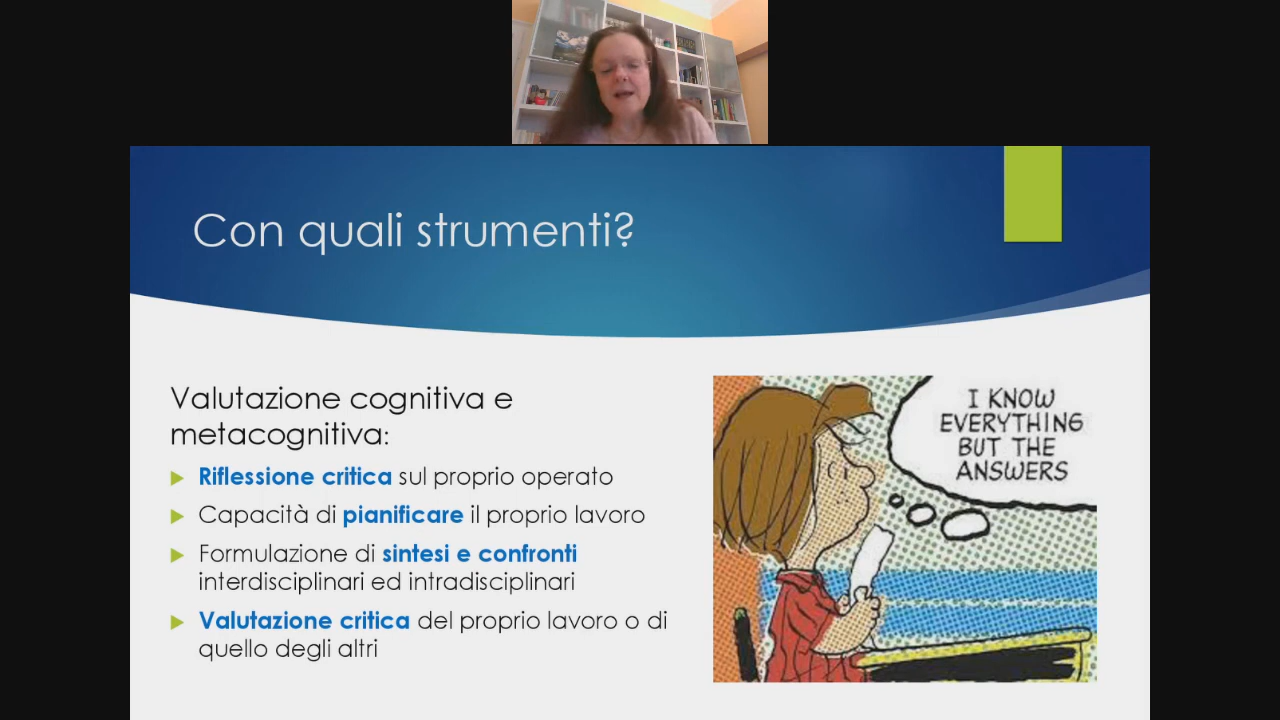 Con quali strumenti?
Valutazione cognitiva e
metacognitiva:
Riflessione critica sul proprio operato
Capacità di pianificare il proprio lavoro
Formulazione di sintesi e confronti
interdisciplinari ed intradisciplinari
Valutazione critica del proprio lavoro o di
quello degli altri
I KNOW
EVERYTHING
BUT THE
ANSWERS